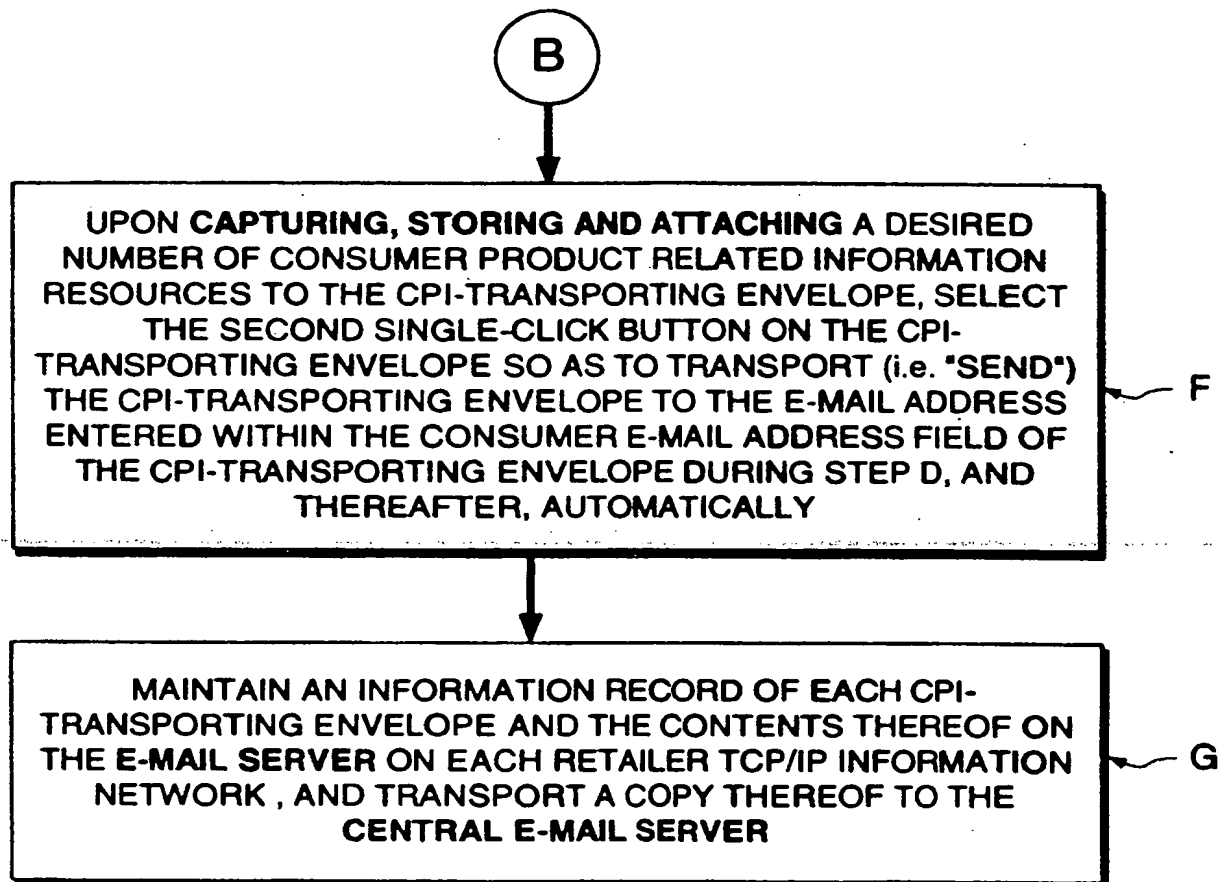 B
UPON CAPTURING, STORING AND ATTACHING A DESIRED
NUMBER OF CONSUMER PRODUCT RELATED INFORMATION
RESOURCES TO THE CPI-TRANSPORTING ENVELOPE, SELECT
THE SECOND SINGLE-CLICK BUTTON ON THE CPI-
TRANSPORTING ENVELOPE SO AS TO TRANSPORT (i.e. "SEND")
THE CPI-TRANSPORTING ENVELOPE TO THE E-MAIL ADDRESS
ENTERED WITHIN THE CONSUMER E-MAIL ADDRESS FIELD OF
THE CPI-TRANSPORTING ENVELOPE DURING STEP D, AND
THEREAFTER, AUTOMATICALLY
F
MAINTAIN AN INFORMATION RECORD OF EACH CPI-
TRANSPORTING ENVELOPE AND THE CONTENTS THEREOF ON
THE E-MAIL SERVER ON EACH RETAILER TCP/IP INFORMATION
NETWORK , AND TRANSPORT A COPY THEREOF TO THE
CENTRAL E-MAIL SERVER
G